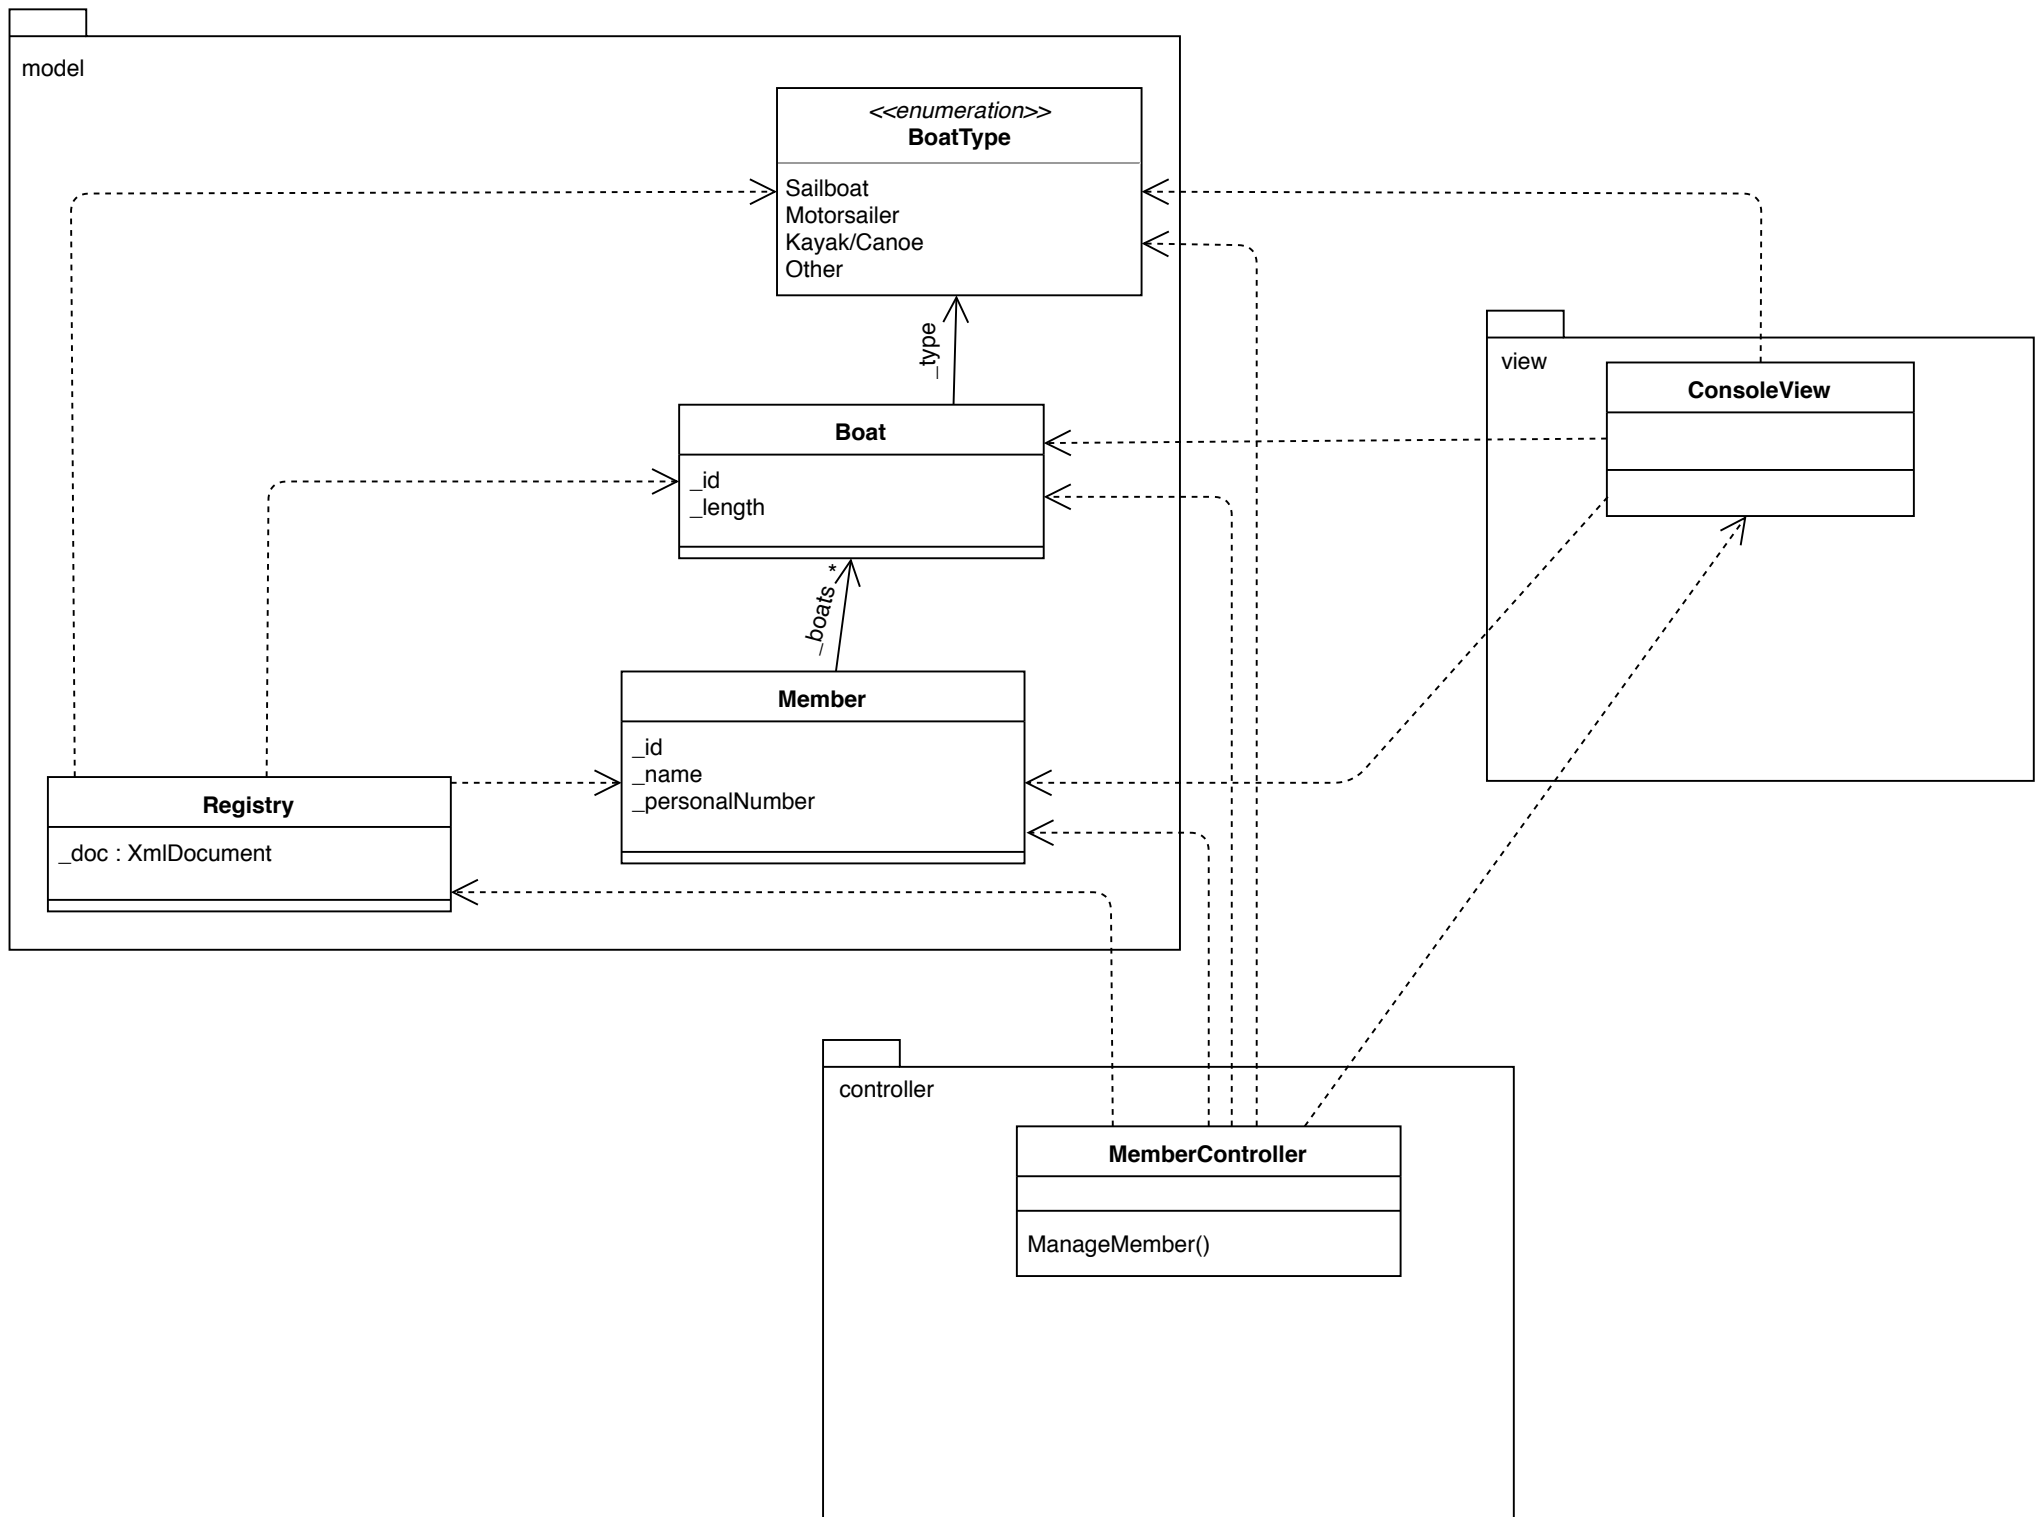 model
<<enumeration>>
BoatType
Sailboat
Motorsailer
Kayak/Canoe
Other
_type
view
ConsoleView
Boat
_id
_length
_boats
*
Member
_id
_name
_personalNumber
Registry
_doc : XmlDocument
controller
MemberController
ManageMember()